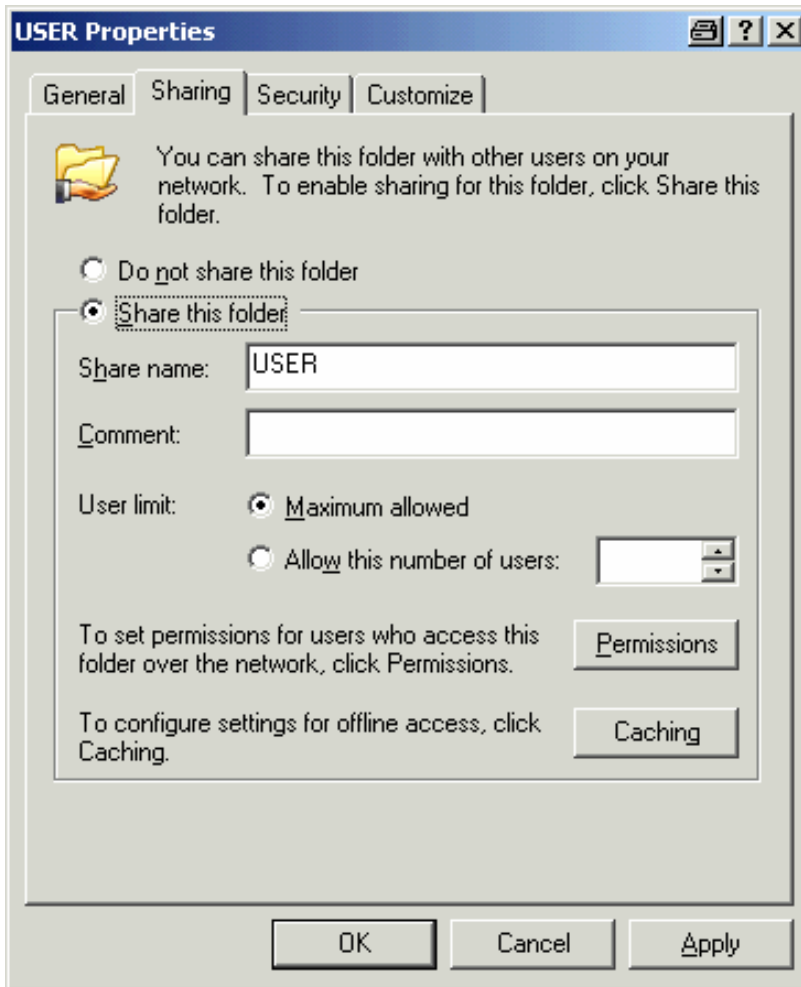 USER Properties
General Sharing Security Customize
You can share this folder with other users on your
network. To enable sharing for this folder, click Share this
folder.
Do not share this folder
Share this folder
Share name: USER
Comment:
User limit: Maximum allowed
Allow this number of users:
To set permissions for users who access this
folder over the network, click Permissions.
Permissions
To configure settings for offline access, click
Caching.
Caching
OK Cancel Apply